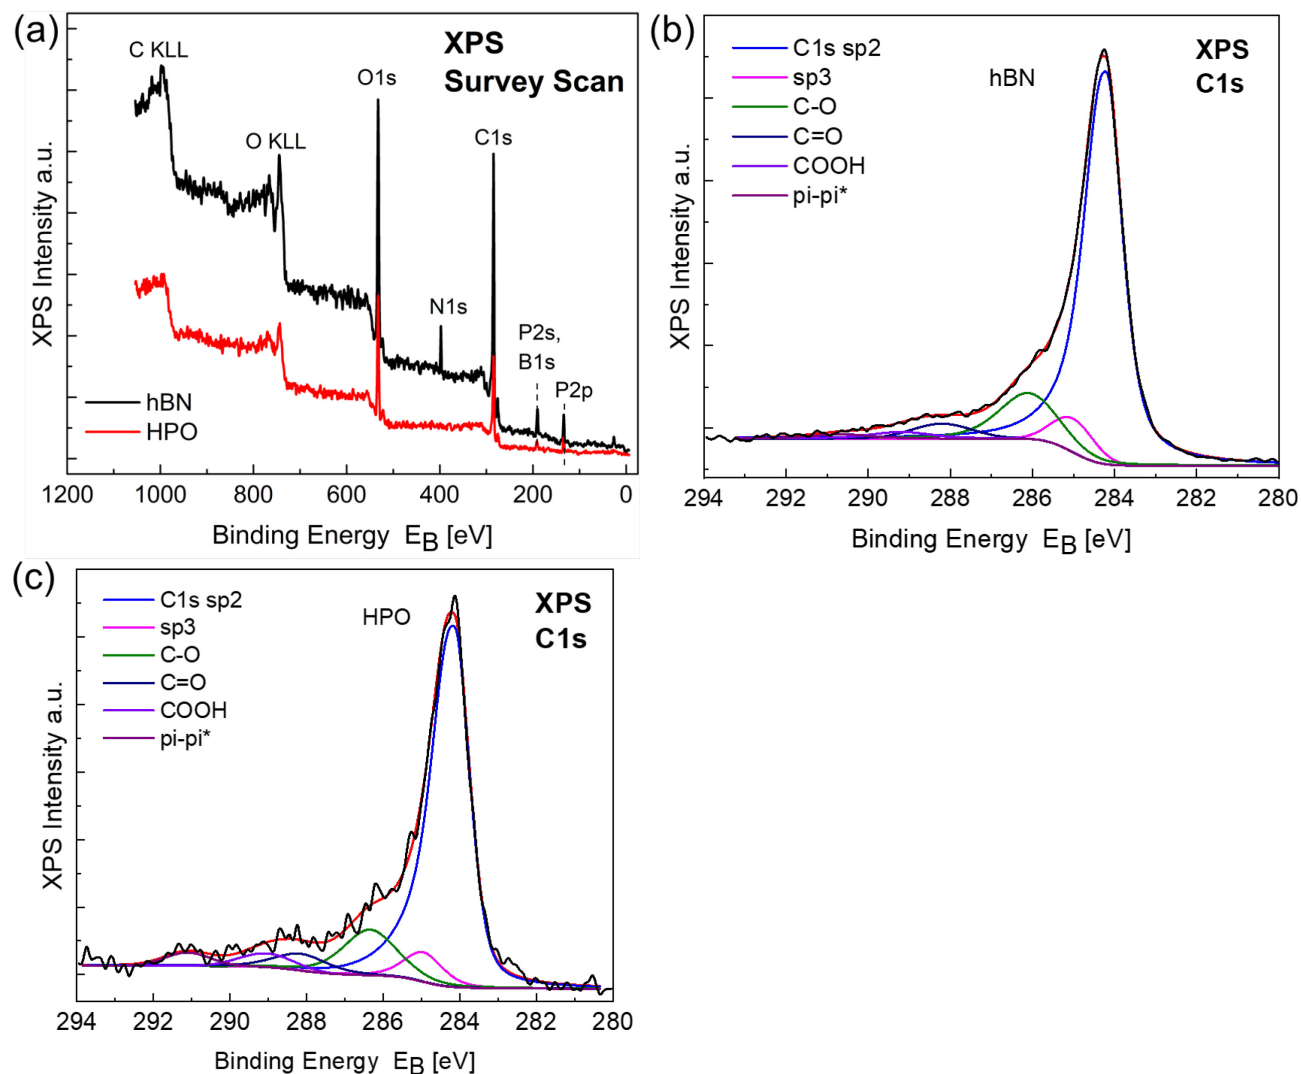 (a)
XPS
Survey Scan
C KLL
O KLL
O1s
C1s
N1s
P2s,
B1s
P2p
hBN
HPO
XPS Intensity a.u.
1200 1000 800 600 400 200 0
Binding Energy E_B [eV]
(b)
C1s sp2
sp3
C-O
C=O
COOH
pi-pi*
hBN
XPS
C1s
XPS Intensity a.u.
294 292 290 288 286 284 282 280
Binding Energy E_B [eV]
(c)
C1s sp2
sp3
C-O
C=O
COOH
pi-pi*
HPO
XPS
C1s
XPS Intensity a.u.
294 292 290 288 286 284 282 280
Binding Energy E_B [eV]